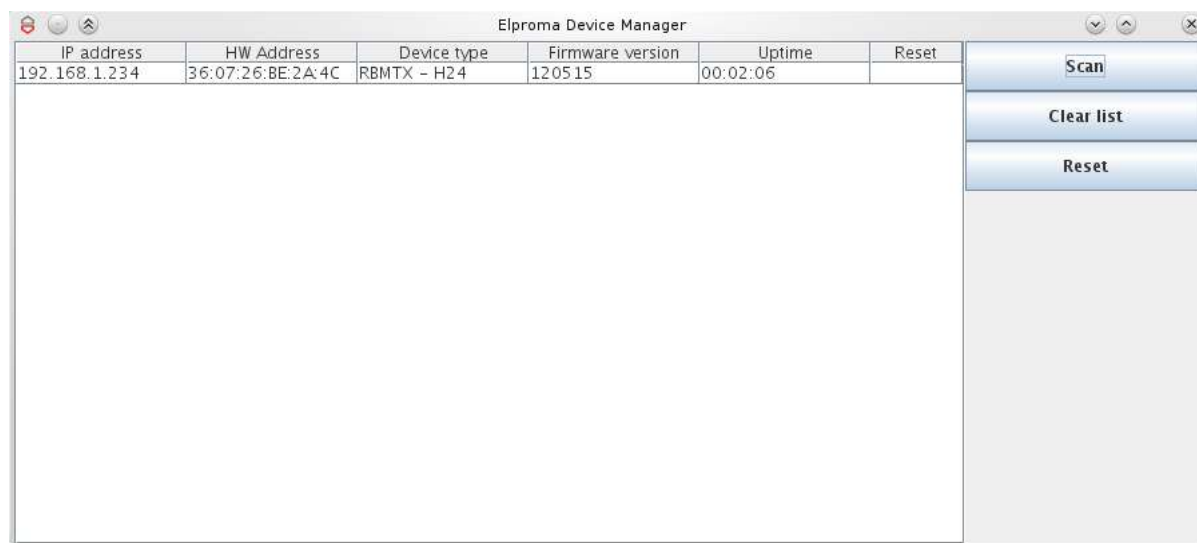 Elproma Device Manager
IP address HW Address Device type Firmware version Uptime Reset
192.168.1.234 36:07:26:BE:2A:4C RBMTX - H24 120515 00:02:06
Scan
Clear list
Reset